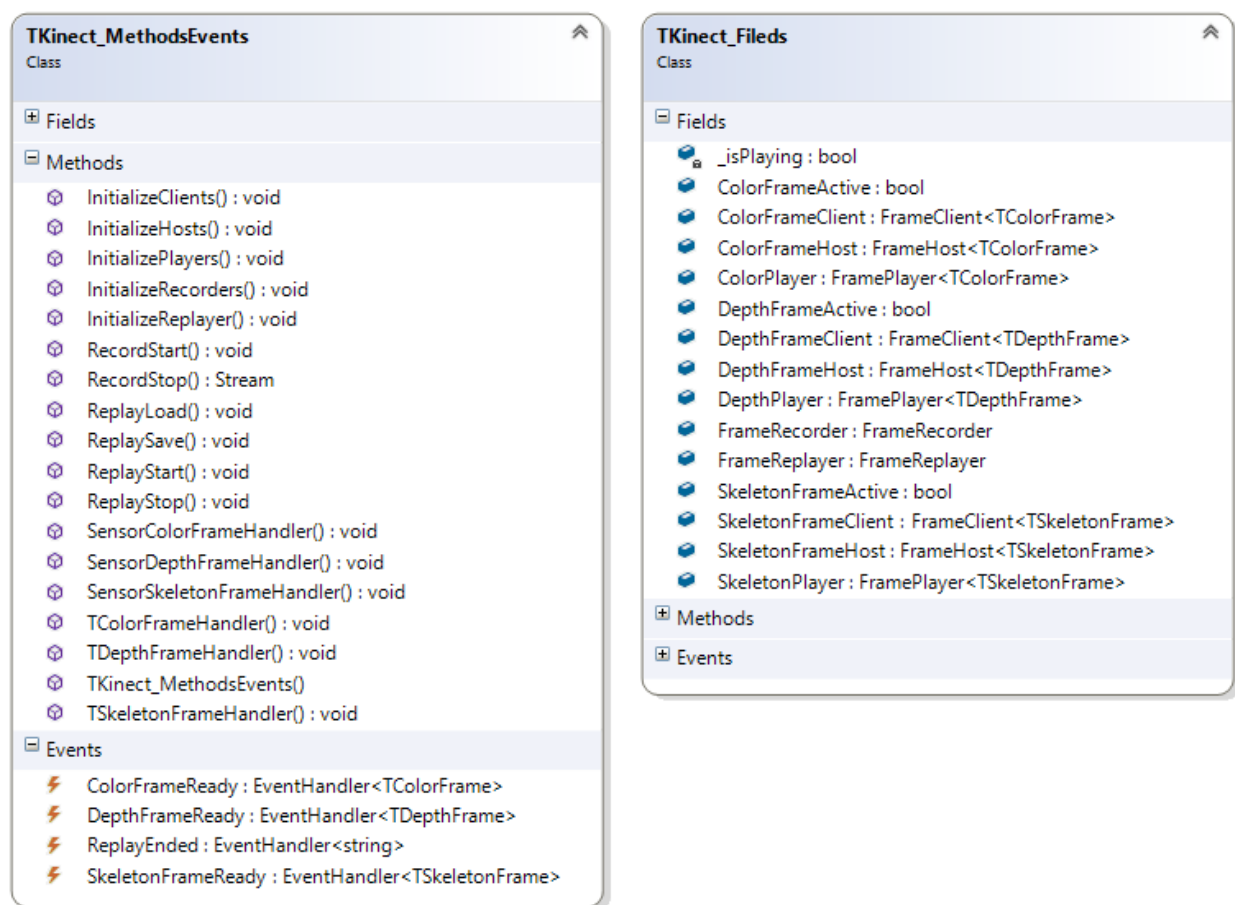 TKinect_MethodsEvents
Class
Fields
Methods
InitializeClients() : void
InitializeHosts() : void
InitializePlayers() : void
InitializeRecorders() : void
InitializeReplayer() : void
RecordStart() : void
RecordStop() : Stream
ReplayLoad() : void
ReplaySave() : void
ReplayStart() : void
ReplayStop() : void
SensorColorFrameHandler() : void
SensorDepthFrameHandler() : void
SensorSkeletonFrameHandler() : void
TColorFrameHandler() : void
TDepthFrameHandler() : void
TKinect_MethodsEvents()
TSkeletonFrameHandler() : void
Events
ColorFrameReady : EventHandler<TColorFrame>
DepthFrameReady : EventHandler<TDepthFrame>
ReplayEnded : EventHandler<string>
SkeletonFrameReady : EventHandler<TSkeletonFrame>
TKinect_Fileds
Class
Fields
_isPlaying : bool
ColorFrameActive : bool
ColorFrameClient : FrameClient<TColorFrame>
ColorFrameHost : FrameHost<TColorFrame>
ColorPlayer : FramePlayer<TColorFrame>
DepthFrameActive : bool
DepthFrameClient : FrameClient<TDepthFrame>
DepthFrameHost : FrameHost<TDepthFrame>
DepthPlayer : FramePlayer<TDepthFrame>
FrameRecorder : FrameRecorder
FrameReplayer : FrameReplayer
SkeletonFrameActive : bool
SkeletonFrameClient : FrameClient<TSkeletonFrame>
SkeletonFrameHost : FrameHost<TSkeletonFrame>
SkeletonPlayer : FramePlayer<TSkeletonFrame>
Methods
Events